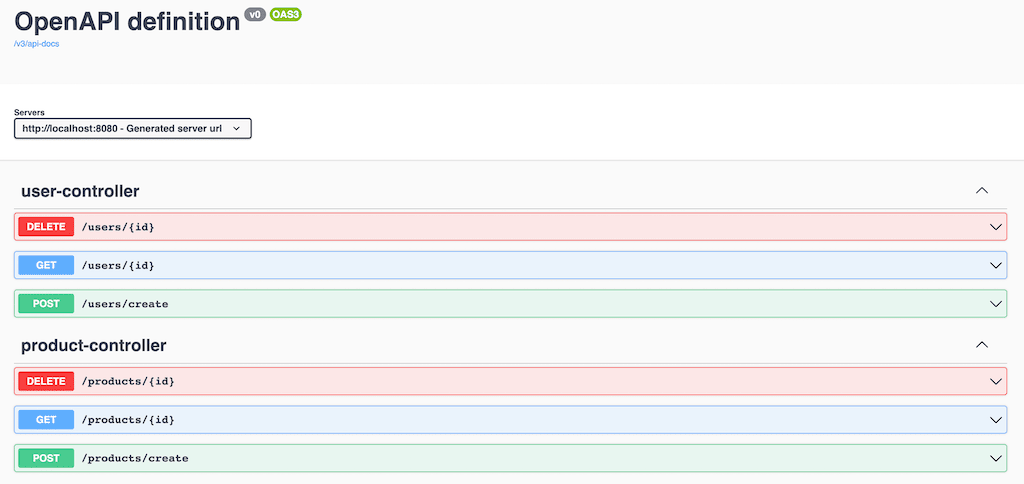 OpenAPI definition v0 OAS3
/v3/api-docs
Servers
http://localhost:8080 - Generated server url
user-controller
DELETE /users/{id}
GET /users/{id}
POST /users/create
product-controller
DELETE /products/{id}
GET /products/{id}
POST /products/create